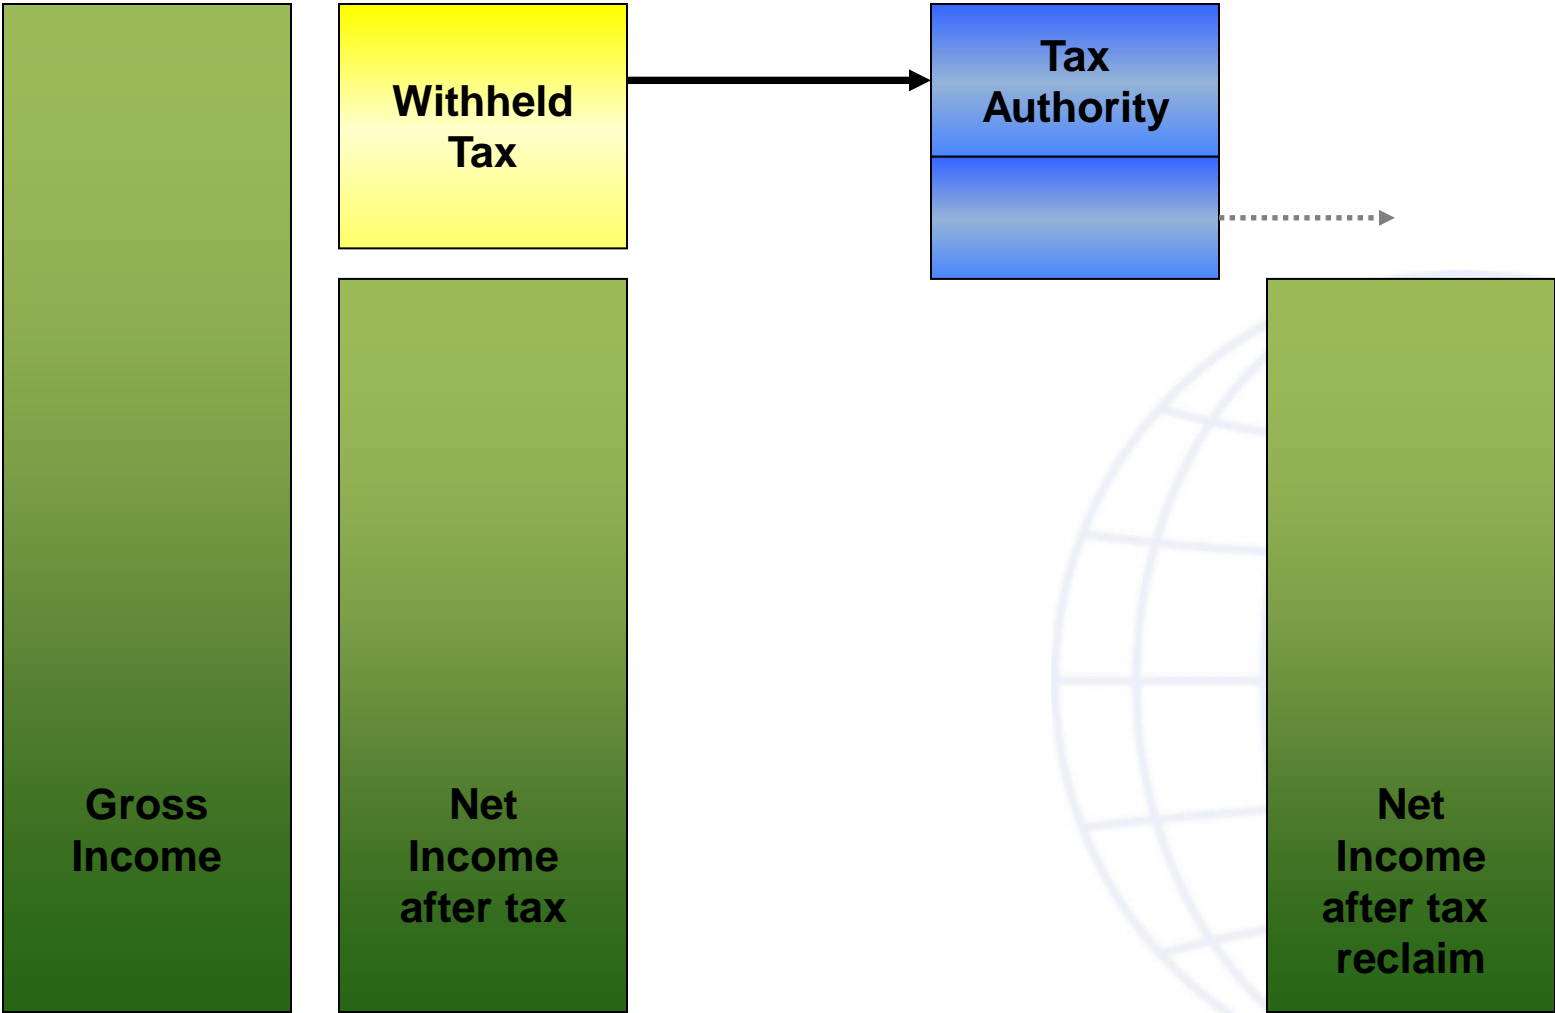 Withheld
Tax
Tax
Authority
Gross
Income
Net
Income
after tax
Net
Income
after tax
reclaim